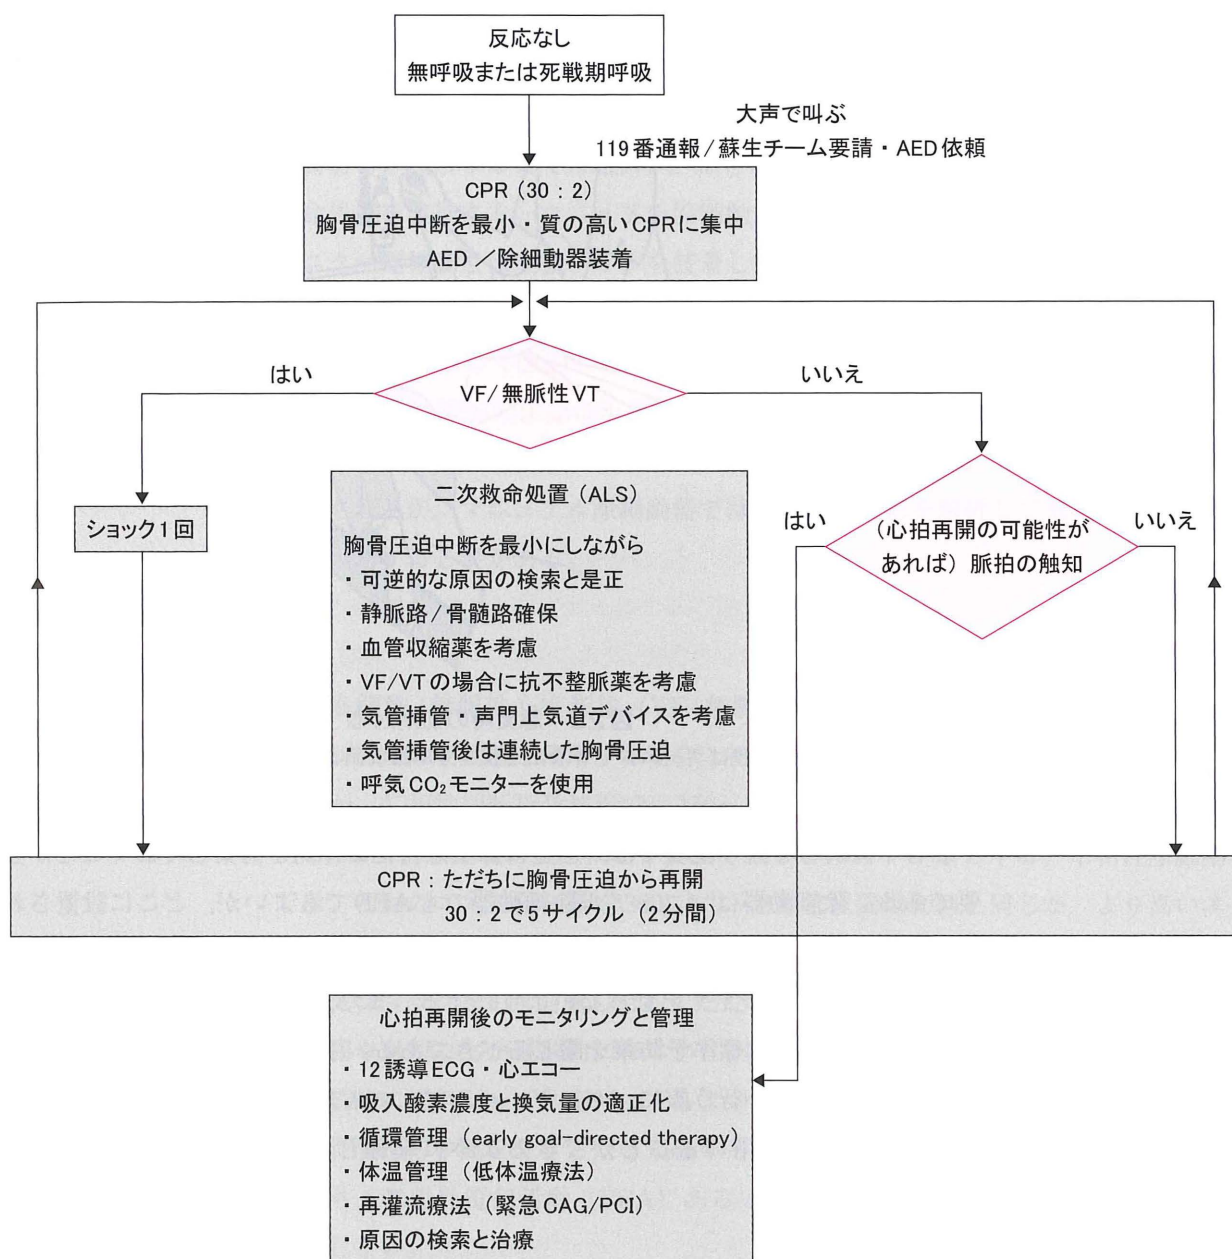 反応なし
無呼吸または死戦期呼吸
大声で叫ぶ
119番通報/蘇生チーム要請・AED依頼
CPR(30:2)
胸骨圧迫中断を最小・質の高いCPRに集中
AED/除細動器装着
はい
VF/無脈性VT
いいえ
ショック1回
二次救命処置(ALS)
胸骨圧迫中断を最小にしながら
・可逆的な原因の検索と是正
・静脈路/骨髄路確保
・血管収縮薬を考慮
・VF/VTの場合に抗不整脈薬を考慮
・気管挿管・声門上気道デバイスを考慮
・気管挿管後は連続した胸骨圧迫
・呼気CO₂モニターを使用
はい
(心拍再開の可能性が
あれば)脈拍の触知
いいえ
CPR:ただちに胸骨圧迫から再開
30:2で5サイクル(2分間)
心拍再開後のモニタリングと管理
・12誘導ECG・心エコー
・吸入酸素濃度と換気量の適正化
・循環管理(early goal-directed therapy)
・体温管理(低体温療法)
・再灌流療法(緊急CAG/PCI)
・原因の検索と治療